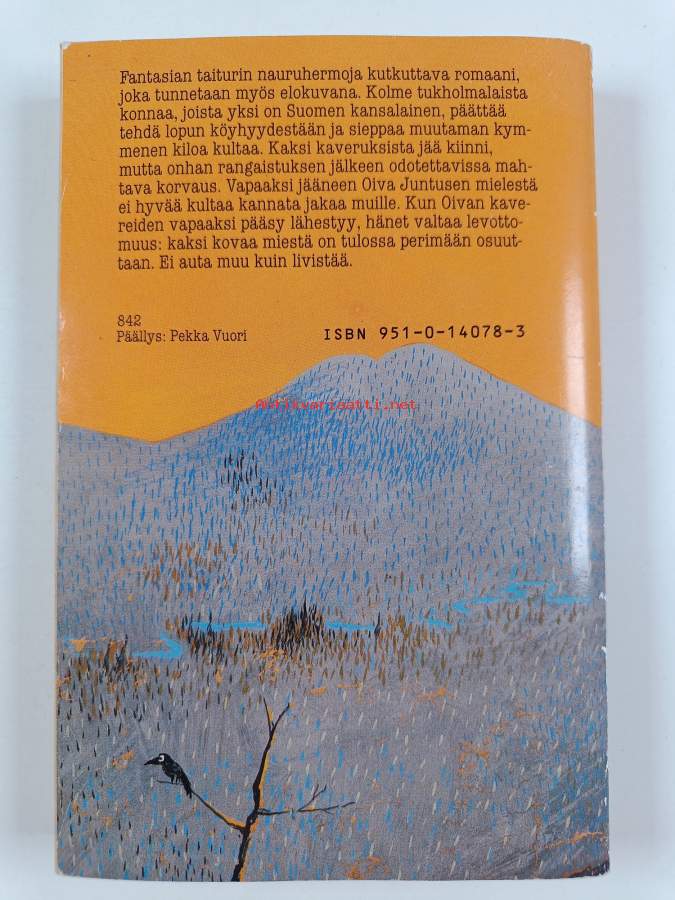 Fantasian taiturin nauruhermoja kutkuttava romaani,
joka tunnetaan myös elokuvana. Kolme tukholmalaista
konnaa, joista yksi on Suomen kansalainen, päättää
tehdä lopun köyhyydestään ja sieppaa muutaman kym-
menen kiloa kultaa. Kaksi kaveruksista jää kiinni,
mutta onhan rangaistuksen jälkeen odotettavissa mah-
tava korvaus. Vapaaksi jääneen Oiva Juntusen mielestä
ei hyvää kultaa kannata jakaa muille. Kun Oivan kave-
reiden vapaaksi pääsy lähestyy, hänet valtaa levotto-
muus: kaksi kovaa miestä on tulossa perimään osuut-
taan. Ei auta muu kuin livistää.
842
Päällys: Pekka Vuori
ISBN 951-0-14078-3
Antikvariaatti.net